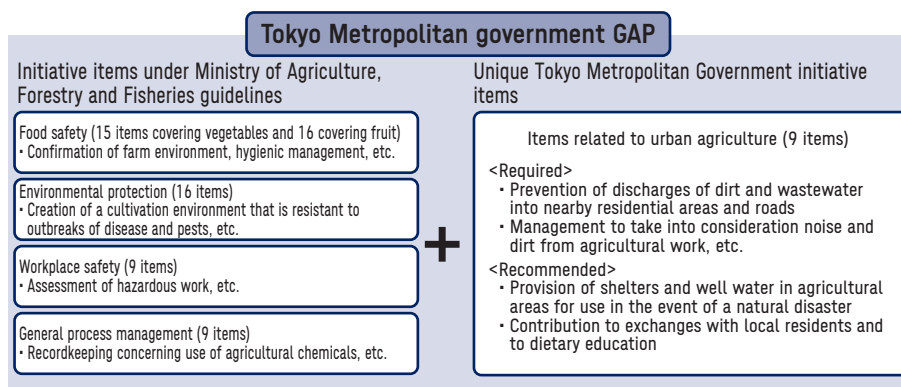 Tokyo Metropolitan government GAP
Initiative items under Ministry of Agriculture,
Forestry and Fisheries guidelines
Food safety (15 items covering vegetables and 16 covering fruit)
・Confirmation of farm environment, hygienic management, etc.
Environmental protection (16 items)
・Creation of a cultivation environment that is resistant to
outbreaks of disease and pests, etc.
Workplace safety (9 items)
・Assessment of hazardous work, etc.
General process management (9 items)
・Recordkeeping concerning use of agricultural chemicals, etc.
+
Unique Tokyo Metropolitan Government initiative
items
Items related to urban agriculture (9 items)
<Required>
・Prevention of discharges of dirt and wastewater
into nearby residential areas and roads
・Management to take into consideration noise and
dirt from agricultural work, etc.
<Recommended>
・Provision of shelters and well water in agricultural
areas for use in the event of a natural disaster
・Contribution to exchanges with local residents and
to dietary education